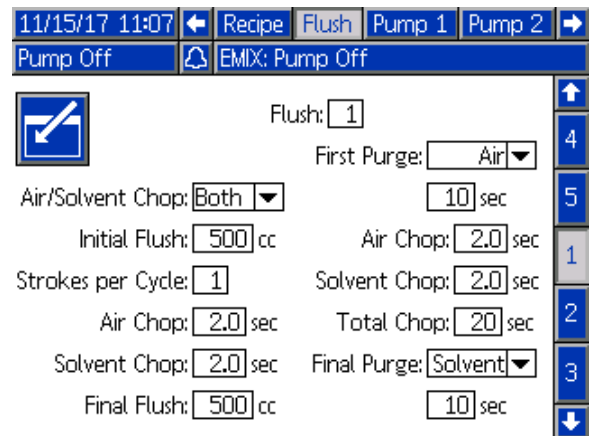 11/15/17 11:07 Recipe Flush Pump 1 Pump 2
Pump Off EMIX: Pump Off
Flush: 1
First Purge: Air
Air/Solvent Chop: Both 10 sec
Initial Flush: 500 cc Air Chop: 2.0 sec
Strokes per Cycle: 1 Solvent Chop: 2.0 sec
Air Chop: 2.0 sec Total Chop: 20 sec
Solvent Chop: 2.0 sec Final Purge: Solvent
Final Flush: 500 cc 10 sec
4
5
1
2
3